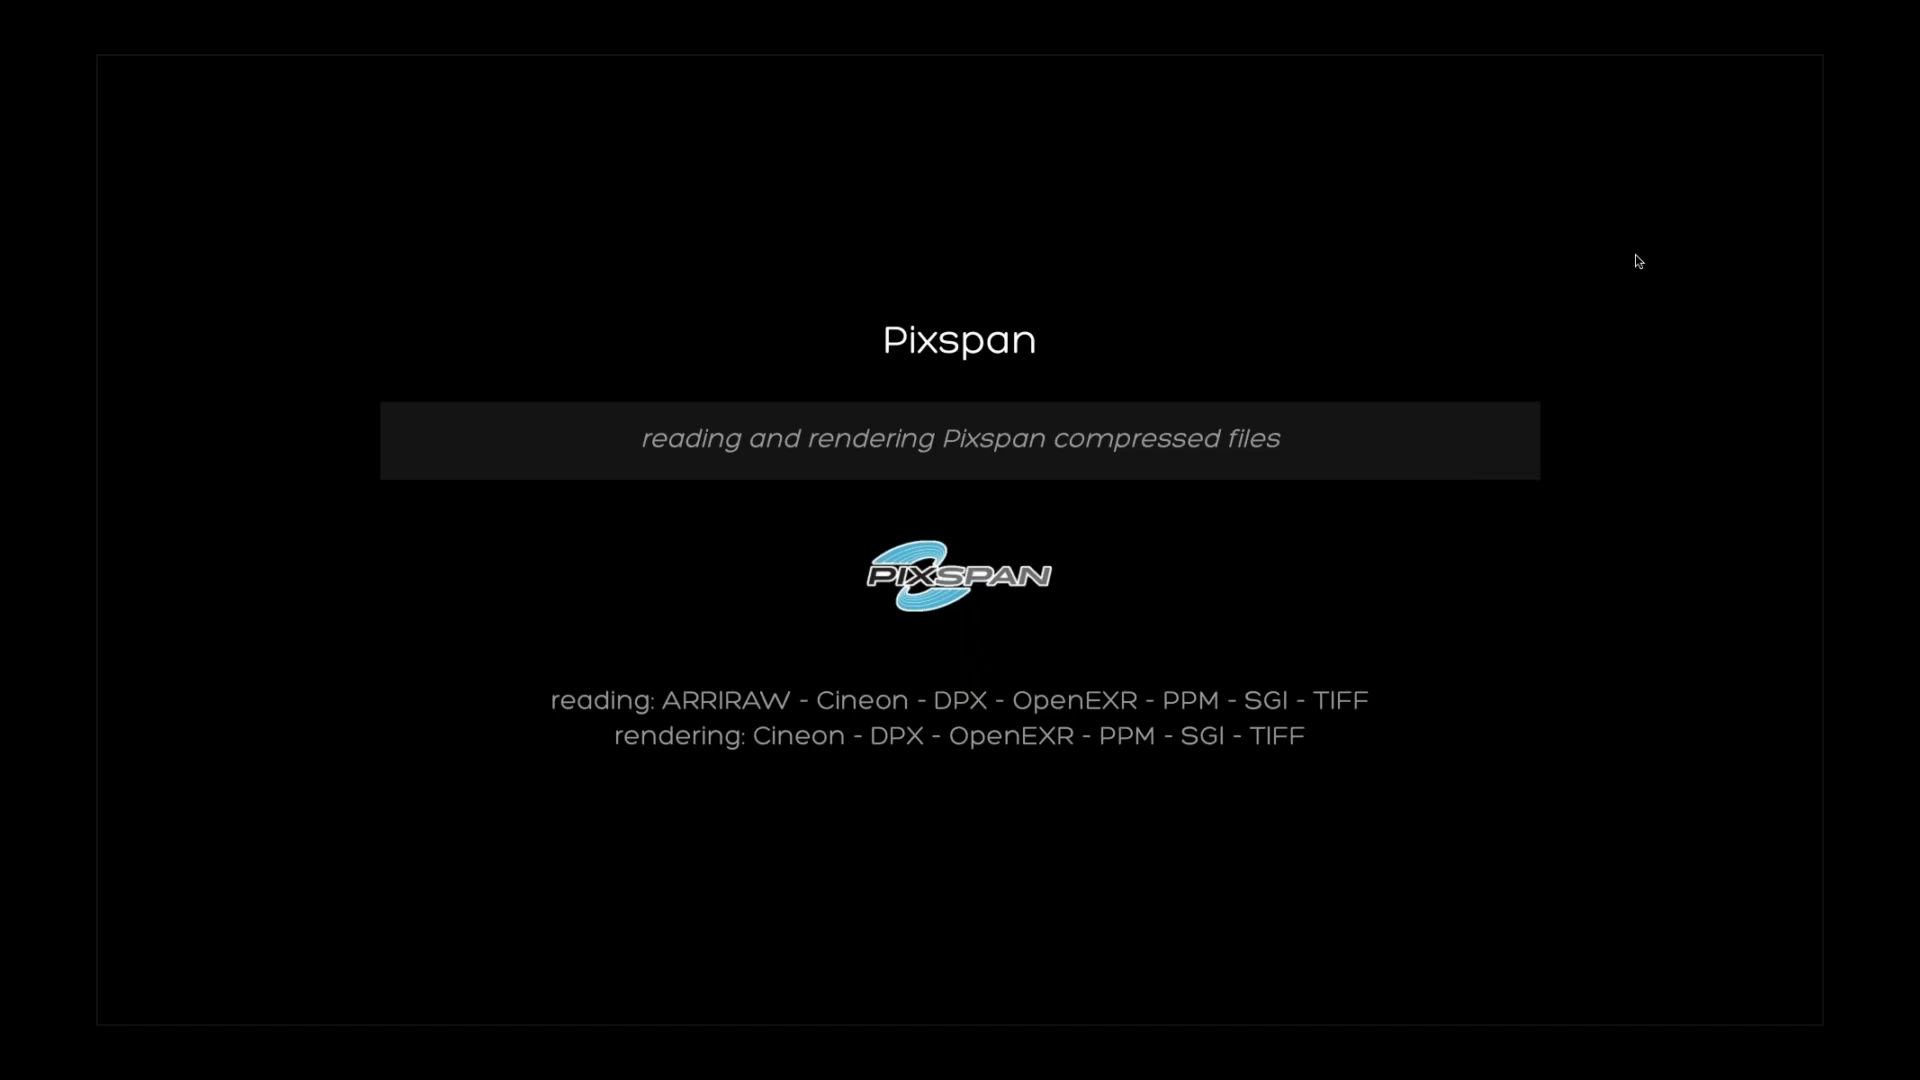 Pixspan
reading and rendering Pixspan compressed files
PIXSPAN
reading: ARRIRAW - Cineon - DPX - OpenEXR - PPM - SGI - TIFF
rendering: Cineon - DPX - OpenEXR - PPM - SGI - TIFF